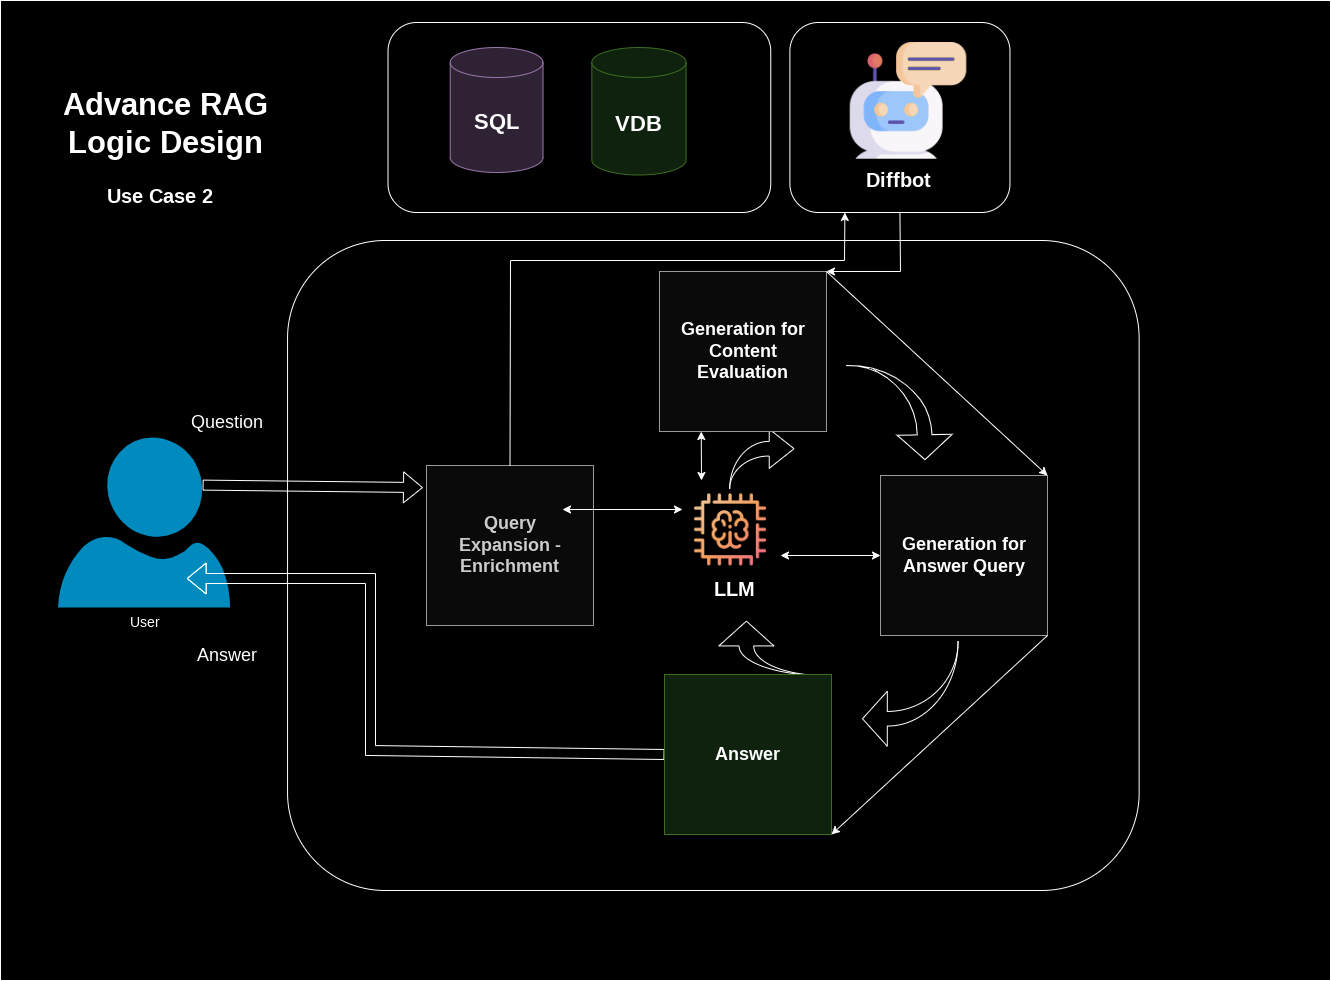 Advance RAG
Logic Design
Use Case 2
SQL
VDB
Diffbot
Generation for
Content
Evaluation
Question
Query
Expansion -
Enrichment
LLM
Generation for
Answer Query
User
Answer
Answer